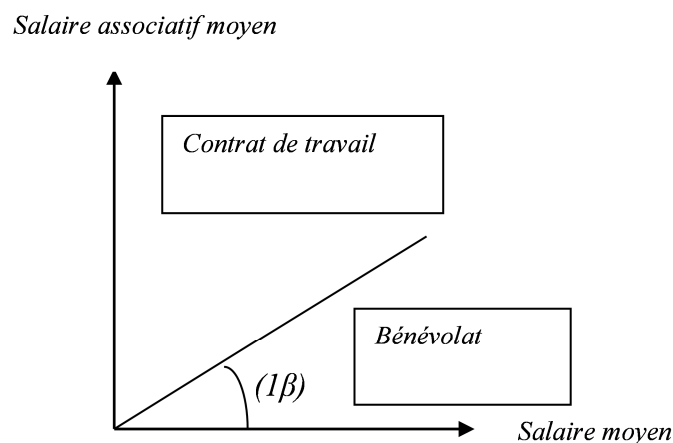 Salaire associatif moyen
Contrat de travail
Bénévolat
(1β)
Salaire moyen